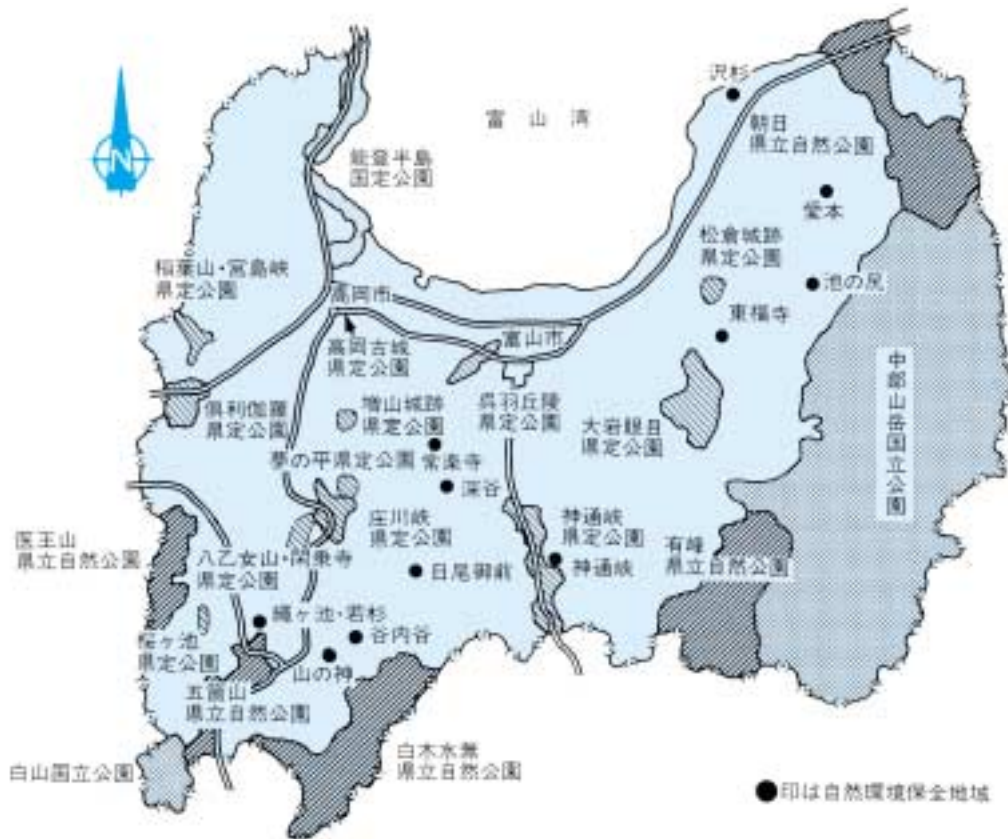 N
富山湾
沢杉
能登半島
国定公園
朝日
県立自然公園
愛本
稲葉山・宮島峡
県定公園
松倉城跡
県定公園
池の尻
高岡市
東福寺
富山市
高岡古城
県定公園
中部山岳国立公園
倶利伽羅
県定公園
増山城跡
県定公園
呉羽丘陵
県定公園
大岩眼目
県定公園
夢の平県定公園
常楽寺
深谷
医王山
県立自然公園
庄川峡
県定公園
神通峡
県定公園
有峰
県立自然公園
八乙女山・閑乗寺
県定公園
日尾御前
神通峡
縄ヶ池・若杉
桜ヶ池
県定公園
谷内谷
山の神
五箇山
県立自然公園
白山国立公園
白木水無
県立自然公園
●印は自然環境保全地域